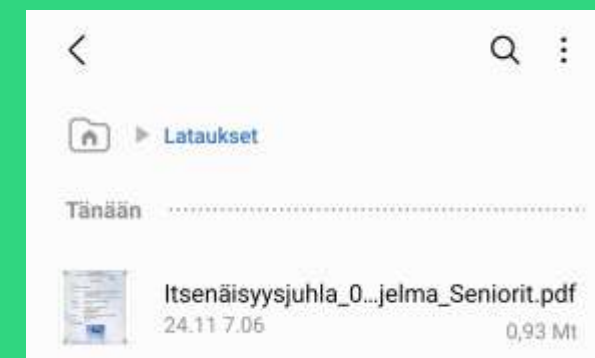 Lataukset
Tänään
Itsenäisyysjuhla_0...jelma_Seniorit.pdf
24.11 7.06
0,93 Mt